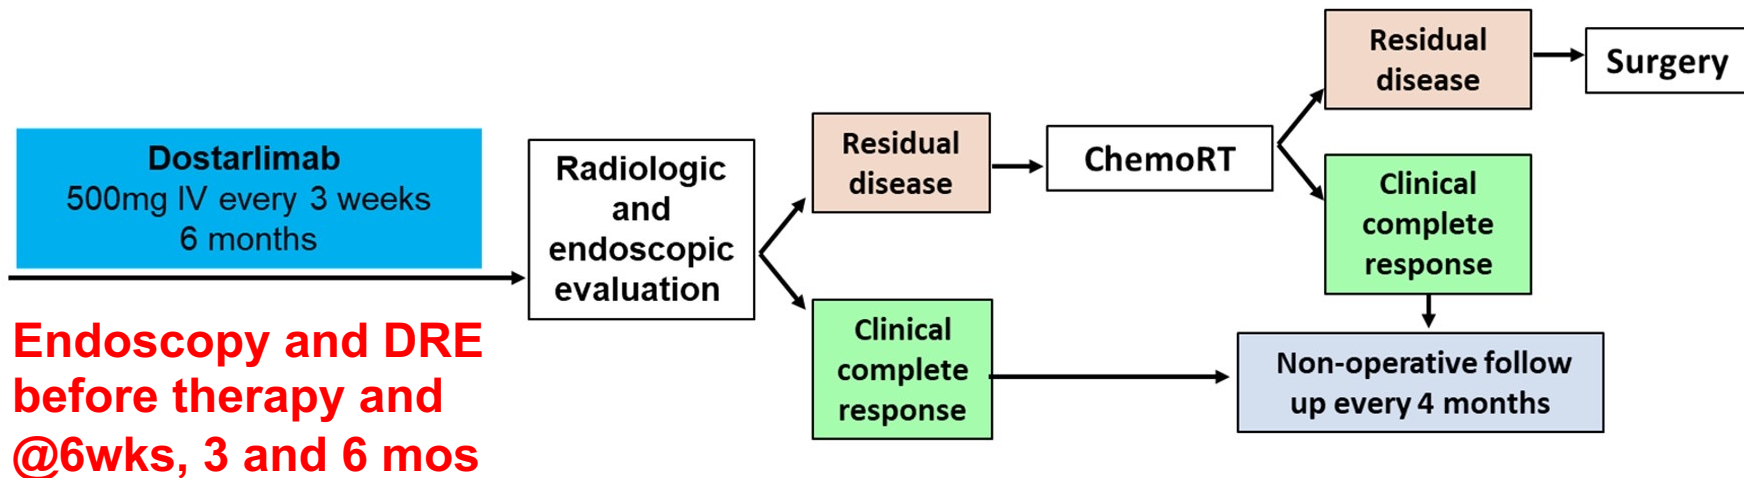 Dostarlimab
500mg IV every 3 weeks
6 months
Endoscopy and DRE
before therapy and
@6wks, 3 and 6 mos
Radiologic
and
endoscopic
evaluation
Residual
disease
ChemoRT
Residual
disease
Surgery
Clinical
complete
response
Clinical
complete
response
Non-operative follow
up every 4 months